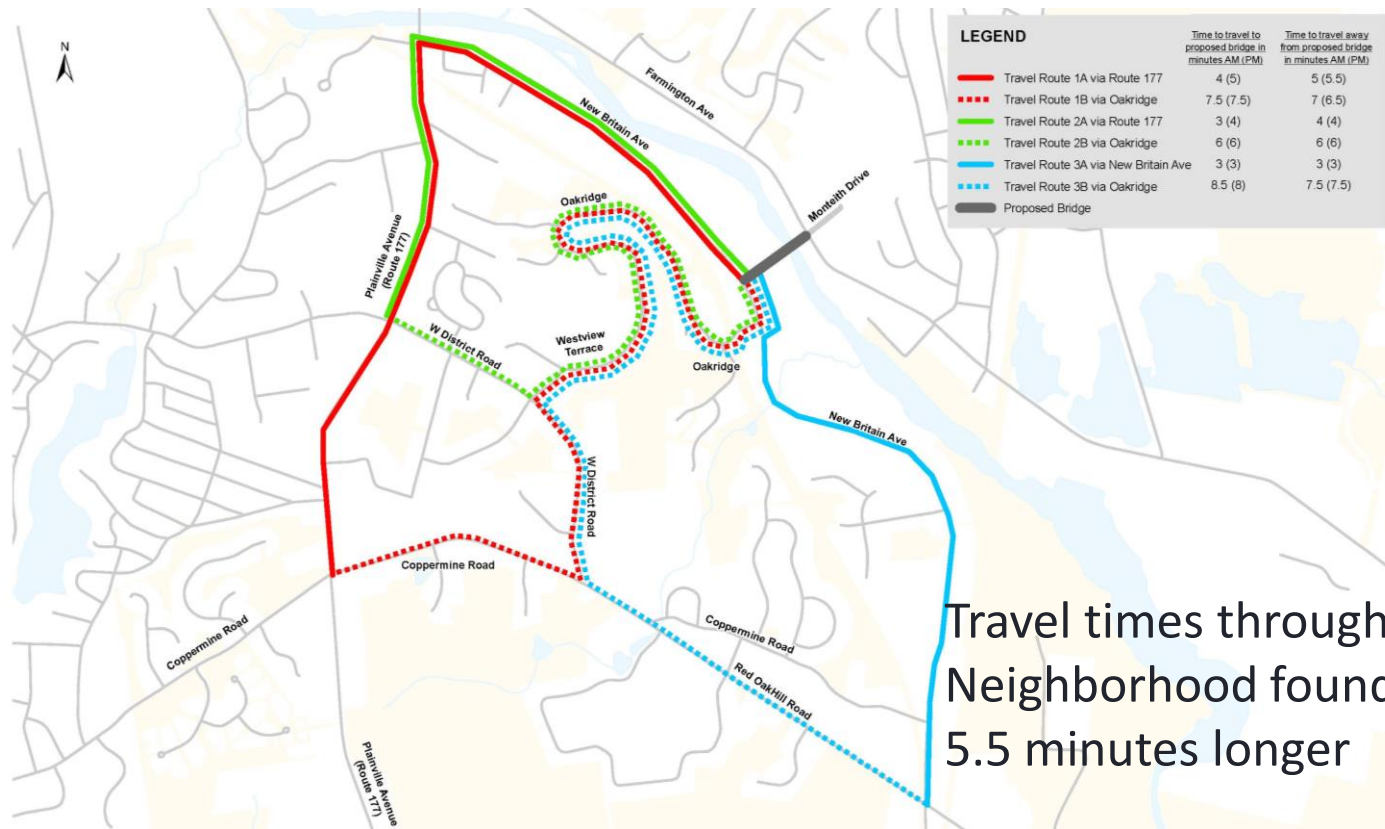 N
LEGEND
Time to travel to
proposed bridge in
minutes AM (PM)
Time to travel away
from proposed bridge
in minutes AM (PM)
Travel Route 1A via Route 177 4 (5) 5 (5.5)
Travel Route 1B via Oakridge 7.5 (7.5) 7 (6.5)
Travel Route 2A via Route 177 3 (4) 4 (4)
Travel Route 2B via Oakridge 6 (6) 6 (6)
Travel Route 3A via New Britain Ave 3 (3) 3 (3)
Travel Route 3B via Oakridge 8.5 (8) 7.5 (7.5)
Proposed Bridge
Farmington Ave
New Britain Ave
Monteith Drive
Oakridge
Plainville Avenue
(Route 177)
W District Road
Westview
Terrace
Oakridge
New Britain Ave
W District Road
Coppermine Road
Coppermine Road
Coppermine Road
Red OakHill Road
Plainville Avenue
(Route 177)
Travel times through
Neighborhood found
5.5 minutes longer